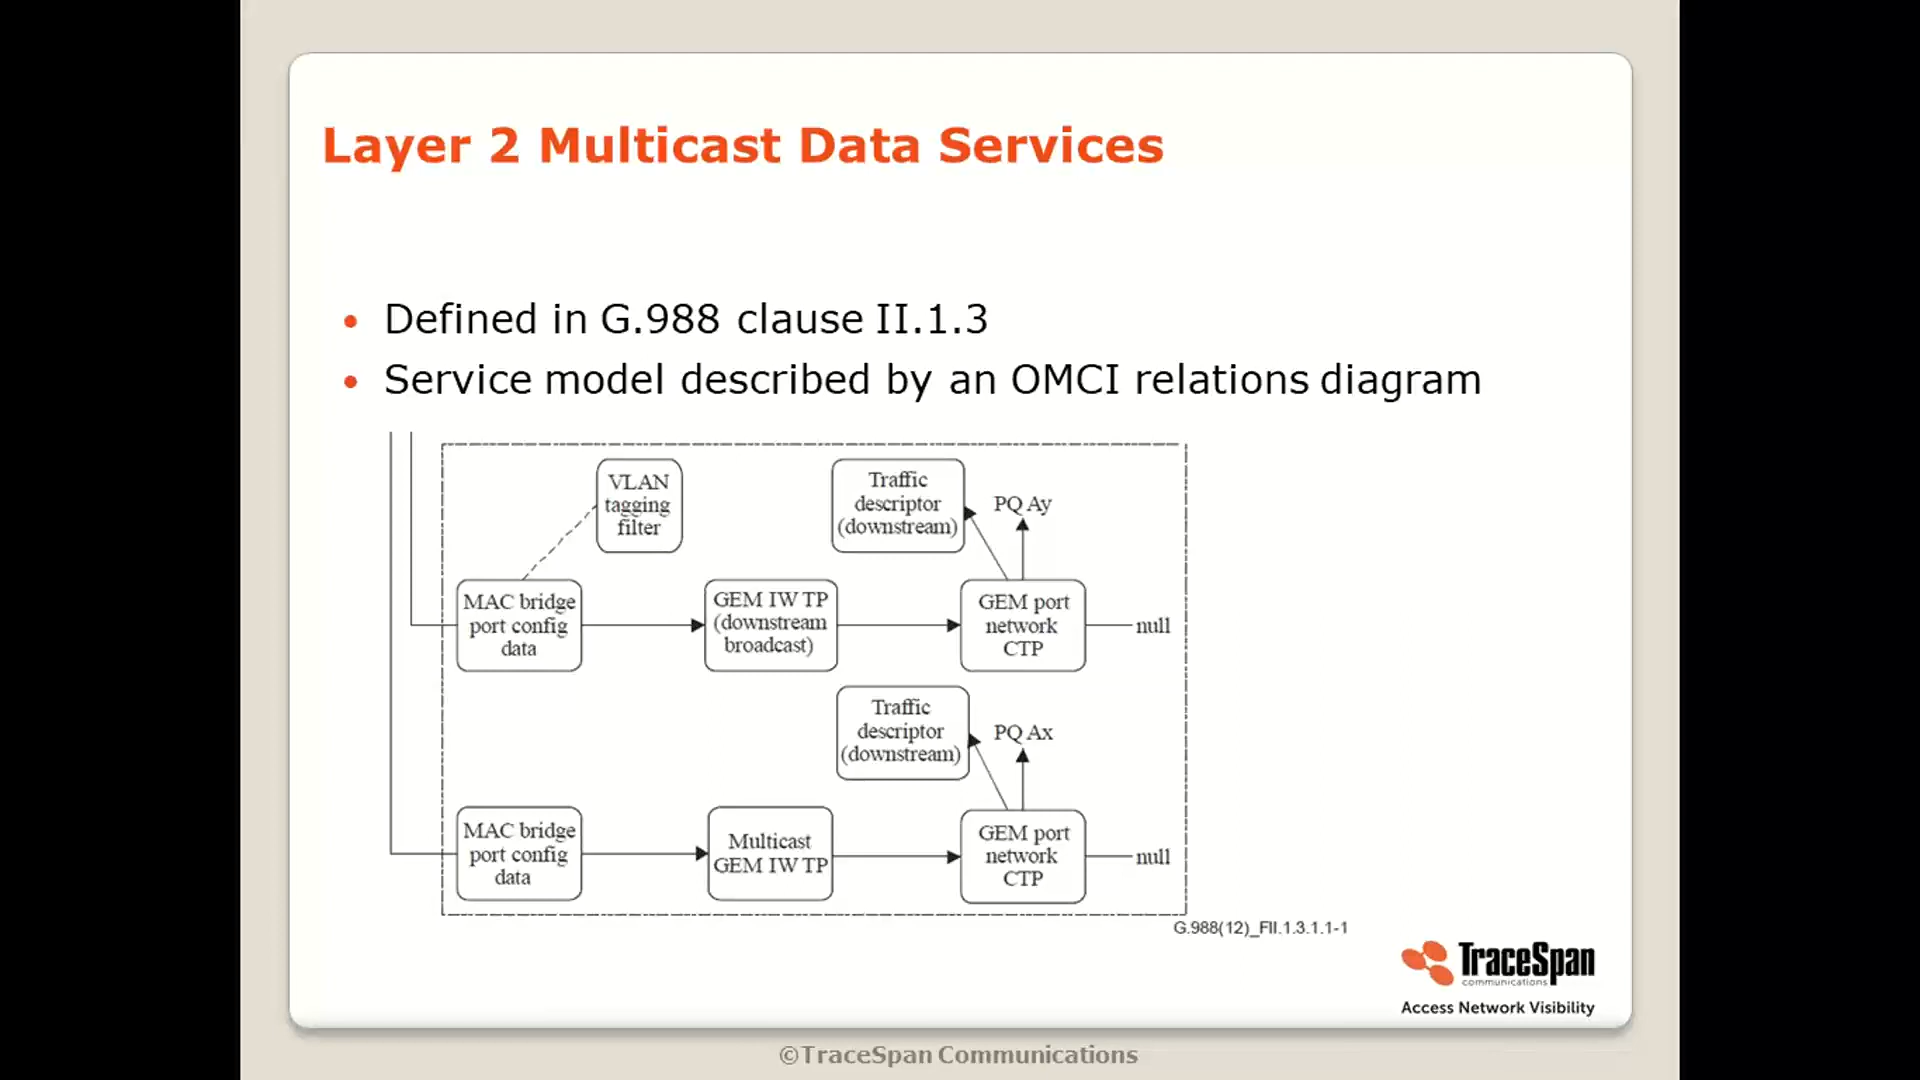 Layer 2 Multicast Data Services
• Defined in G.988 clause II.1.3
• Service model described by an OMCI relations diagram
VLAN
tagging
filter
Traffic
descriptor
(downstream)
PQ Ay
MAC bridge
port config
data
GEM IW TP
(downstream
broadcast)
GEM port
network
CTP
null
Traffic
descriptor
(downstream)
PQ Ax
MAC bridge
port config
data
Multicast
GEM IW TP
GEM port
network
CTP
null
G.988(12)_FII.1.3.1.1-1
TraceSpan
communications
Access Network Visibility
©TraceSpan Communications